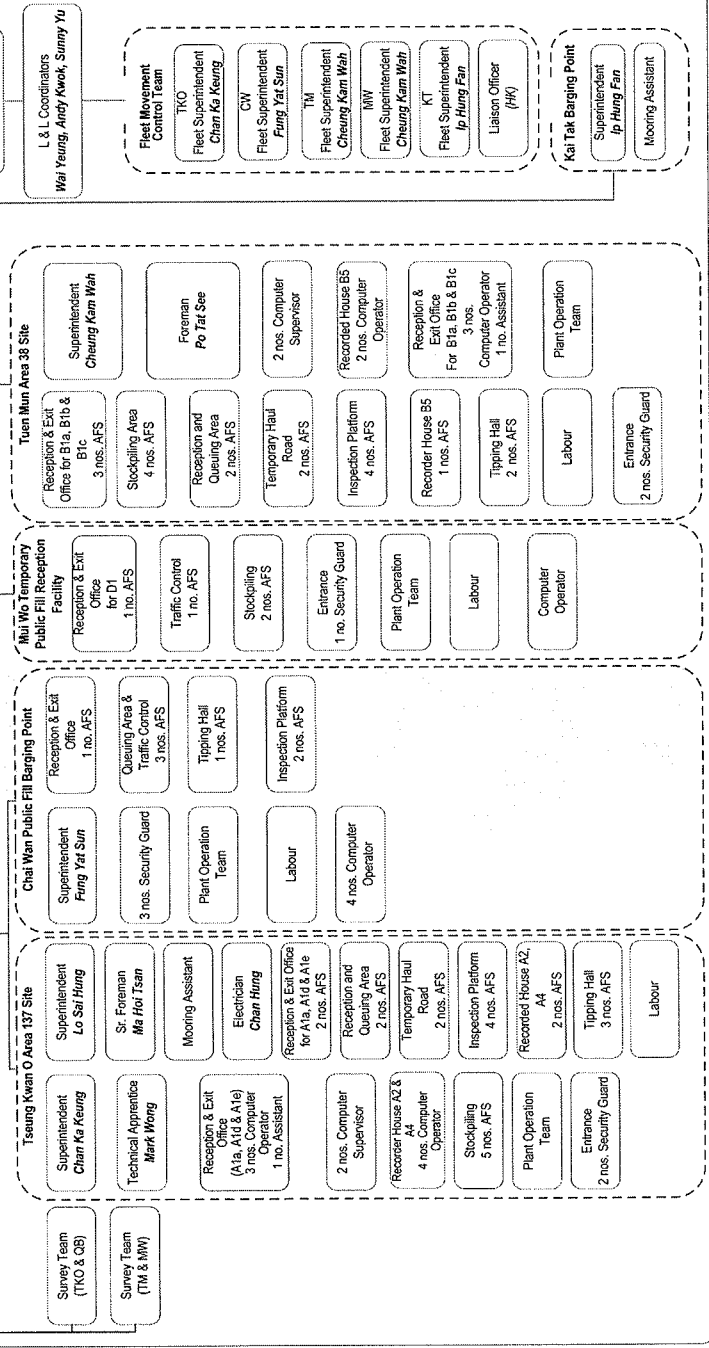 Survey Team
(TKO & QB)
Survey Team
(TM & MW)
Tseung Kwan O Area 137 Site
Superintendent
Chan Ka Keung
Technical Apprentice
Mark Wong
Reception & Exit
Office
(A1a, A1d & A1e)
3 nos. Computer
Operator
1 no. Assistant
2 nos. Computer
Supervisor
Recorder House A2 &
A4
4 nos. Computer
Operator
Stockpiling
5 nos. AFS
Plant Operation
Team
Entrance
2 nos. Security Guard
Superintendent
Lo Sai Hung
Sr. Foreman
Ma Hoi Tsan
Mooring Assistant
Electrician
Chan Hung
Reception & Exit Office
for A1a, A1d & A1e
2 nos. AFS
Reception and
Queuing Area
2 nos. AFS
Temporary Haul
Road
2 nos. AFS
Inspection Platform
4 nos. AFS
Recorded House A2,
A4
2 nos. AFS
Tipping Hall
3 nos. AFS
Labour
Chai Wan Public Fill Barging Point
Superintendent
Fung Yat Sun
3 nos. Security Guard
Plant Operation
Team
Labour
4 nos. Computer
Operator
Reception & Exit
Office
1 no. AFS
Queuing Area &
Traffic Control
3 nos. AFS
Tipping Hall
1 nos. AFS
Inspection Platform
2 nos. AFS
Mui Wo Temporary
Public Fill Reception
Facility
Reception & Exit
Office
for D1
1 no. AFS
Traffic Control
1 no. AFS
Stockpiling
2 nos. AFS
Entrance
1 no. Security Guard
Plant Operation
Team
Labour
Computer
Operator
Tuen Mun Area 38 Site
Reception & Exit
Office for B1a, B1b &
B1c
3 nos. AFS
Stockpiling Area
4 nos. AFS
Reception and
Queuing Area
2 nos. AFS
Temporary Haul
Road
2 nos. AFS
Inspection Platform
4 nos. AFS
Recorder House B5
1 nos. AFS
Tipping Hall
2 nos. AFS
Labour
Entrance
2 nos. Security Guard
Superintendent
Cheung Kam Wah
Foreman
Po Tat See
2 nos. Computer
Supervisor
Recorded House B5
2 nos. Computer
Operator
Reception &
Exit Office
For B1a, B1b & B1c
3 nos.
Computer Operator
1 no. Assistant
Plant Operation
Team
L & L Coordinators
Wai Yeung, Andy Kwok, Sunny Yu
Fleet Movement
Control Team
TKO
Fleet Superintendent
Chan Ka Keung
CW
Fleet Superintendent
Fung Yat Sun
TM
Fleet Superintendent
Cheung Kam Wah
MW
Fleet Superintendent
Cheung Kam Wah
KT
Fleet Superintendent
Ip Hung Fan
Liaison Officer
(HK)
Kai Tak Barging Point
Superintendent
Ip Hung Fan
Mooring Assistant